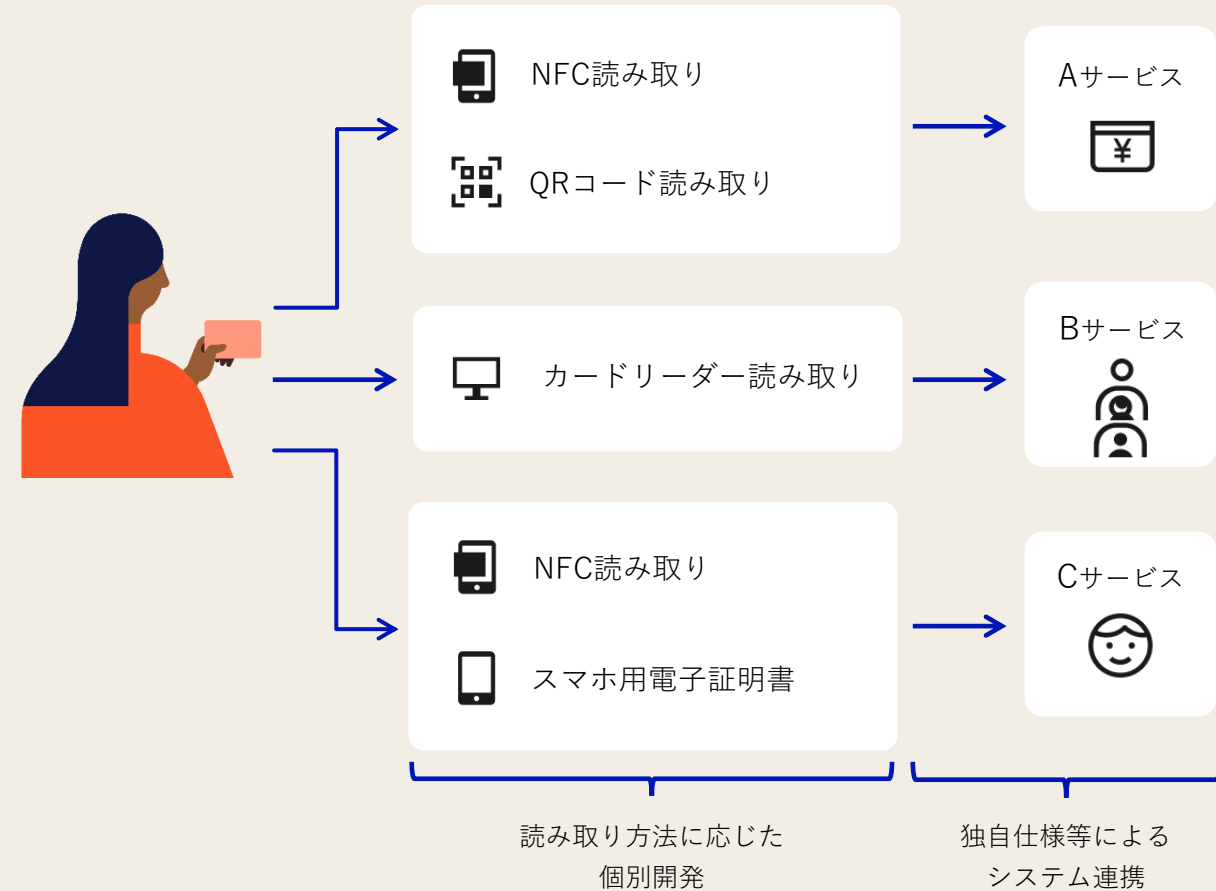 NFC読み取り
QRコード読み取り
Aサービス
¥
カードリーダー読み取り
Bサービス
NFC読み取り
スマホ用電子証明書
Cサービス
読み取り方法に応じた
個別開発
独自仕様等による
システム連携